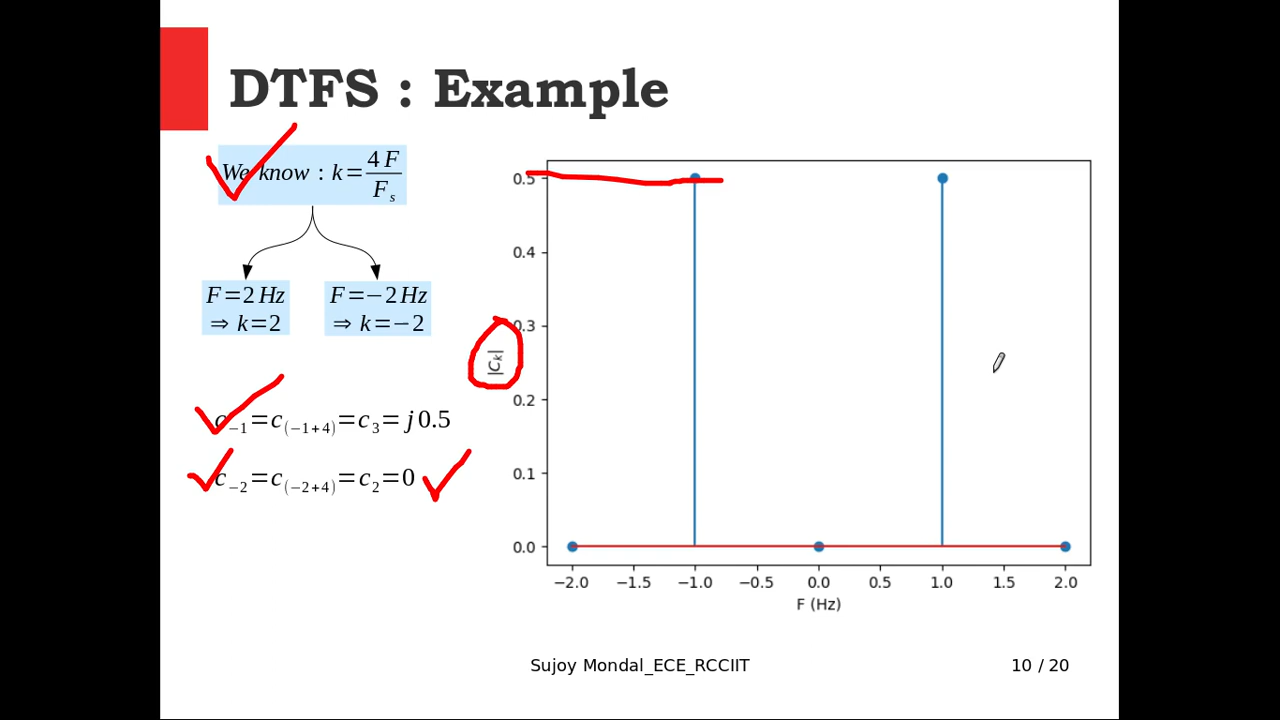 DTFS : Example
We know : k = 4 F / F_s
F = 2 Hz
⇒ k = 2
F = −2 Hz
⇒ k = −2
c_−1 = c_(−1+4) = c_3 = j 0.5
c_−2 = c_(−2+4) = c_2 = 0
|C_k|
0.5
0.4
0.3
0.2
0.1
0.0
−2.0 −1.5 −1.0 −0.5 0.0 0.5 1.0 1.5 2.0
F (Hz)
Sujoy Mondal_ECE_RCCIIT 10 / 20